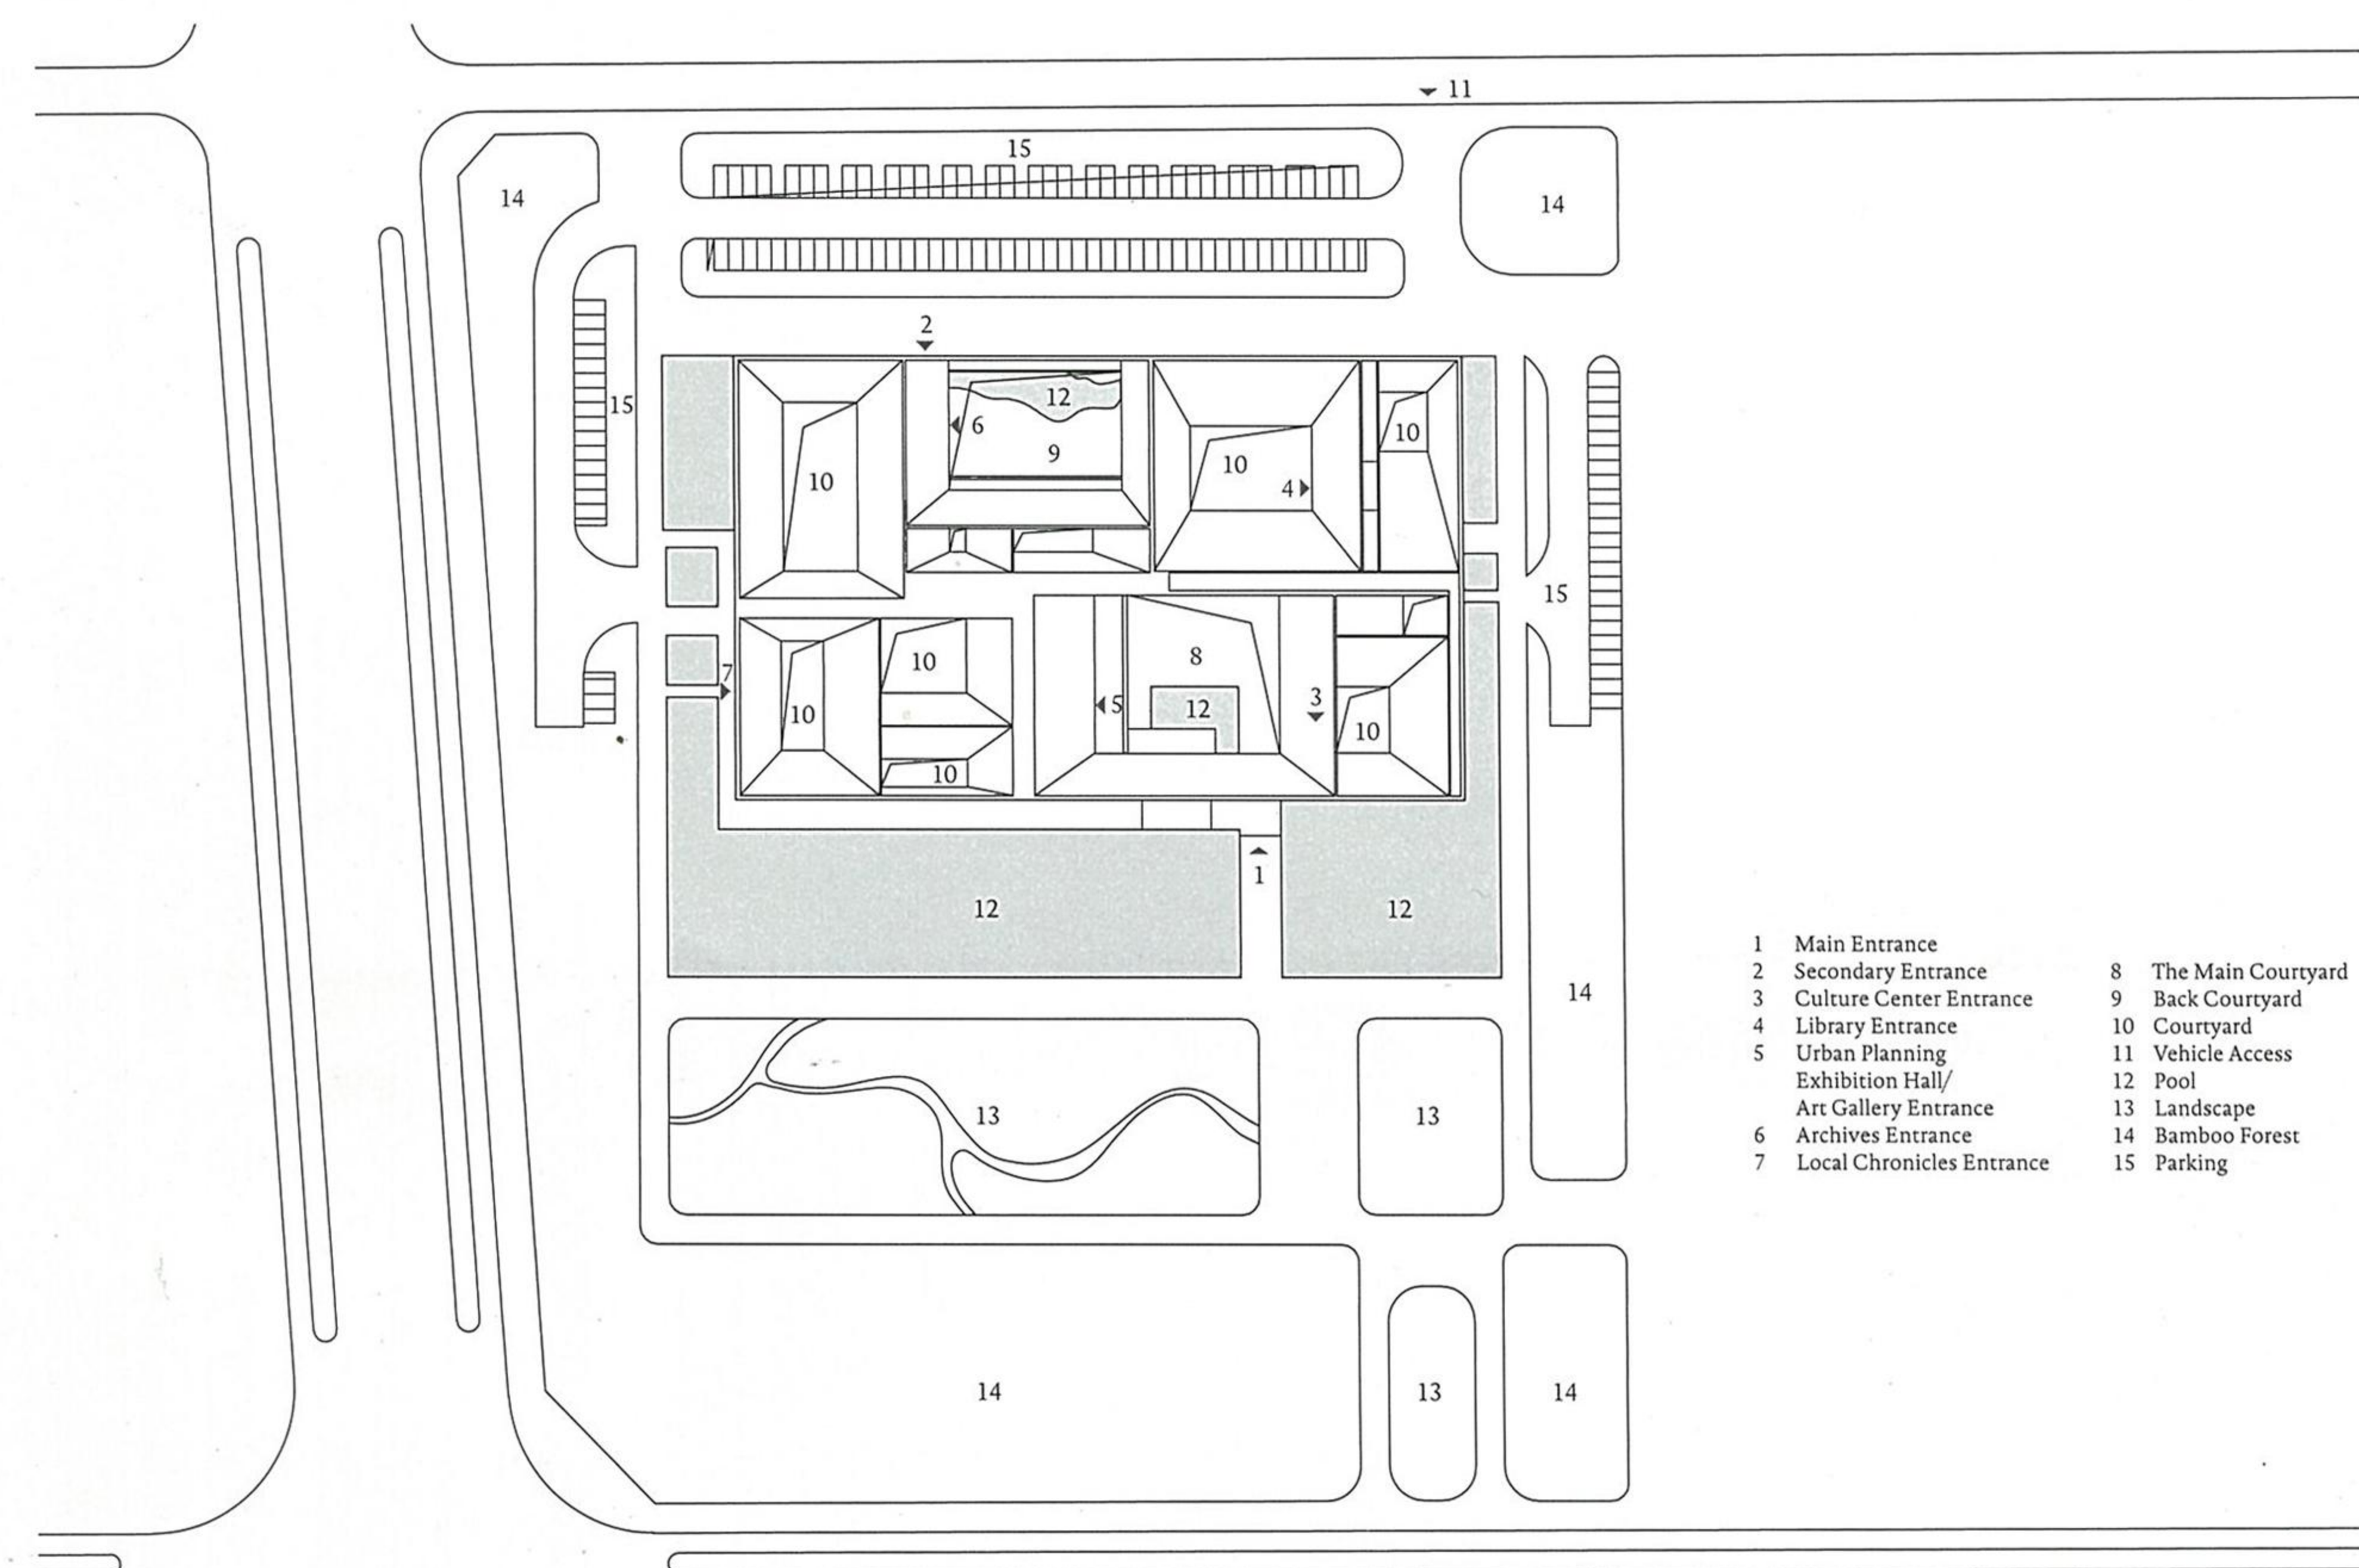 11
15
14
14
2
12
15
6
10
9
10
10
4
15
7
10
8
10
5
12
3
10
10
1
12
12
14
13
13
14
13
14
1 Main Entrance
2 Secondary Entrance
3 Culture Center Entrance
4 Library Entrance
5 Urban Planning
Exhibition Hall/
Art Gallery Entrance
6 Archives Entrance
7 Local Chronicles Entrance
8 The Main Courtyard
9 Back Courtyard
10 Courtyard
11 Vehicle Access
12 Pool
13 Landscape
14 Bamboo Forest
15 Parking